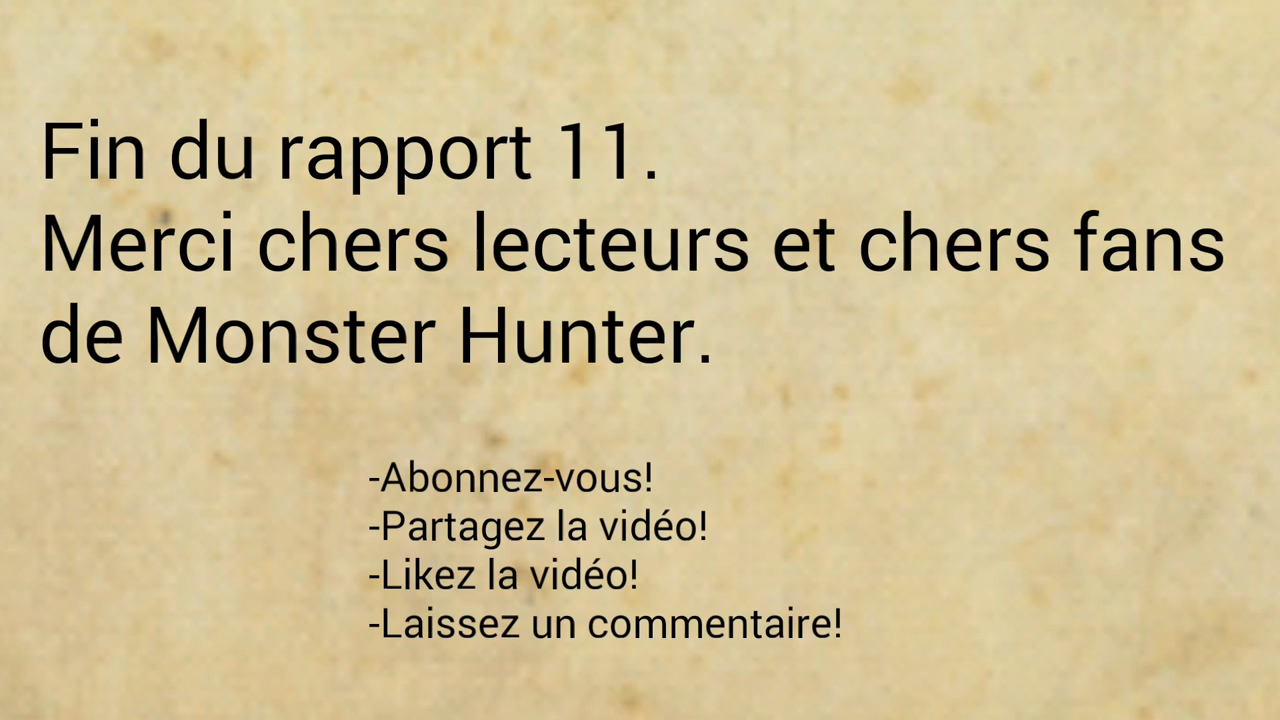 Fin du rapport 11.
Merci chers lecteurs et chers fans
de Monster Hunter.
-Abonnez-vous!
-Partagez la vidéo!
-Likez la vidéo!
-Laissez un commentaire!